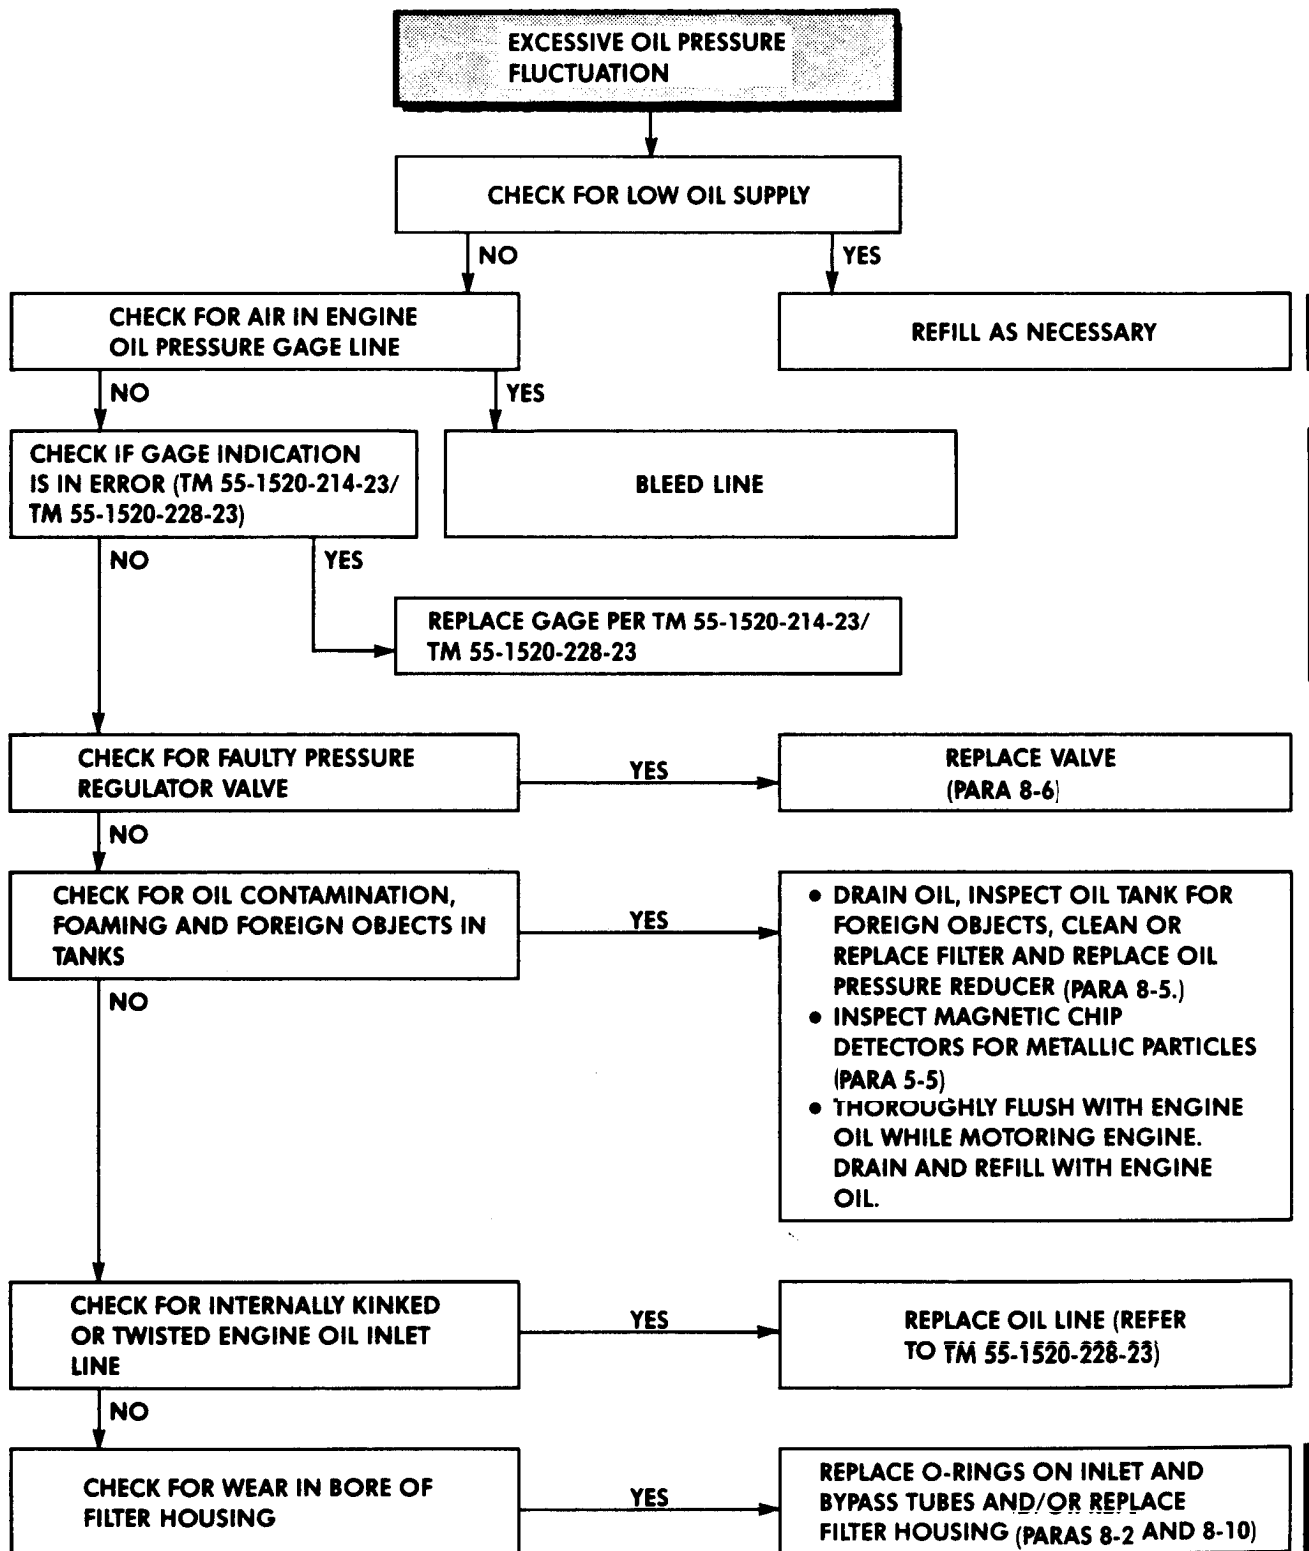 EXCESSIVE OIL PRESSURE
FLUCTUATION
CHECK FOR LOW OIL SUPPLY
NO
YES
CHECK FOR AIR IN ENGINE
OIL PRESSURE GAGE LINE
REFILL AS NECESSARY
NO
YES
CHECK IF GAGE INDICATION
IS IN ERROR (TM 55-1520-214-23/
TM 55-1520-228-23)
BLEED LINE
NO
YES
REPLACE GAGE PER TM 55-1520-214-23/
TM 55-1520-228-23
CHECK FOR FAULTY PRESSURE
REGULATOR VALVE
YES
REPLACE VALVE
(PARA 8-6)
NO
CHECK FOR OIL CONTAMINATION,
FOAMING AND FOREIGN OBJECTS IN
TANKS
YES
• DRAIN OIL, INSPECT OIL TANK FOR
FOREIGN OBJECTS, CLEAN OR
REPLACE FILTER AND REPLACE OIL
PRESSURE REDUCER (PARA 8-5.)
• INSPECT MAGNETIC CHIP
DETECTORS FOR METALLIC PARTICLES
(PARA 5-5)
• THOROUGHLY FLUSH WITH ENGINE
OIL WHILE MOTORING ENGINE.
DRAIN AND REFILL WITH ENGINE
OIL.
NO
CHECK FOR INTERNALLY KINKED
OR TWISTED ENGINE OIL INLET
LINE
YES
REPLACE OIL LINE (REFER
TO TM 55-1520-228-23)
NO
CHECK FOR WEAR IN BORE OF
FILTER HOUSING
YES
REPLACE O-RINGS ON INLET AND
BYPASS TUBES AND/OR REPLACE
FILTER HOUSING (PARAS 8-2 AND 8-10)